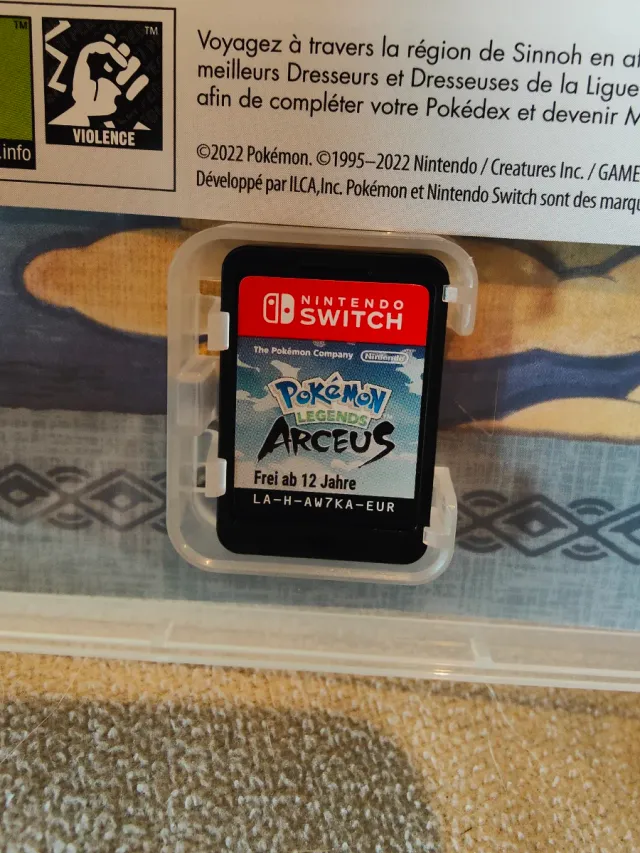 .info
TM
TM
VIOLENCE
Voyagez à travers la région de Sinnoh en af
meilleurs Dresseurs et Dresseuses de la Ligue
afin de compléter votre Pokédex et devenir M
©2022 Pokémon. ©1995–2022 Nintendo / Creatures Inc. / GAME
Développé par ILCA,Inc. Pokémon et Nintendo Switch sont des marqu
NINTENDO
SWITCH
The Pokémon Company Nintendo
POKéMON
LEGENDS
ARCEUS
Frei ab 12 Jahre
LA-H-AW7KA-EUR